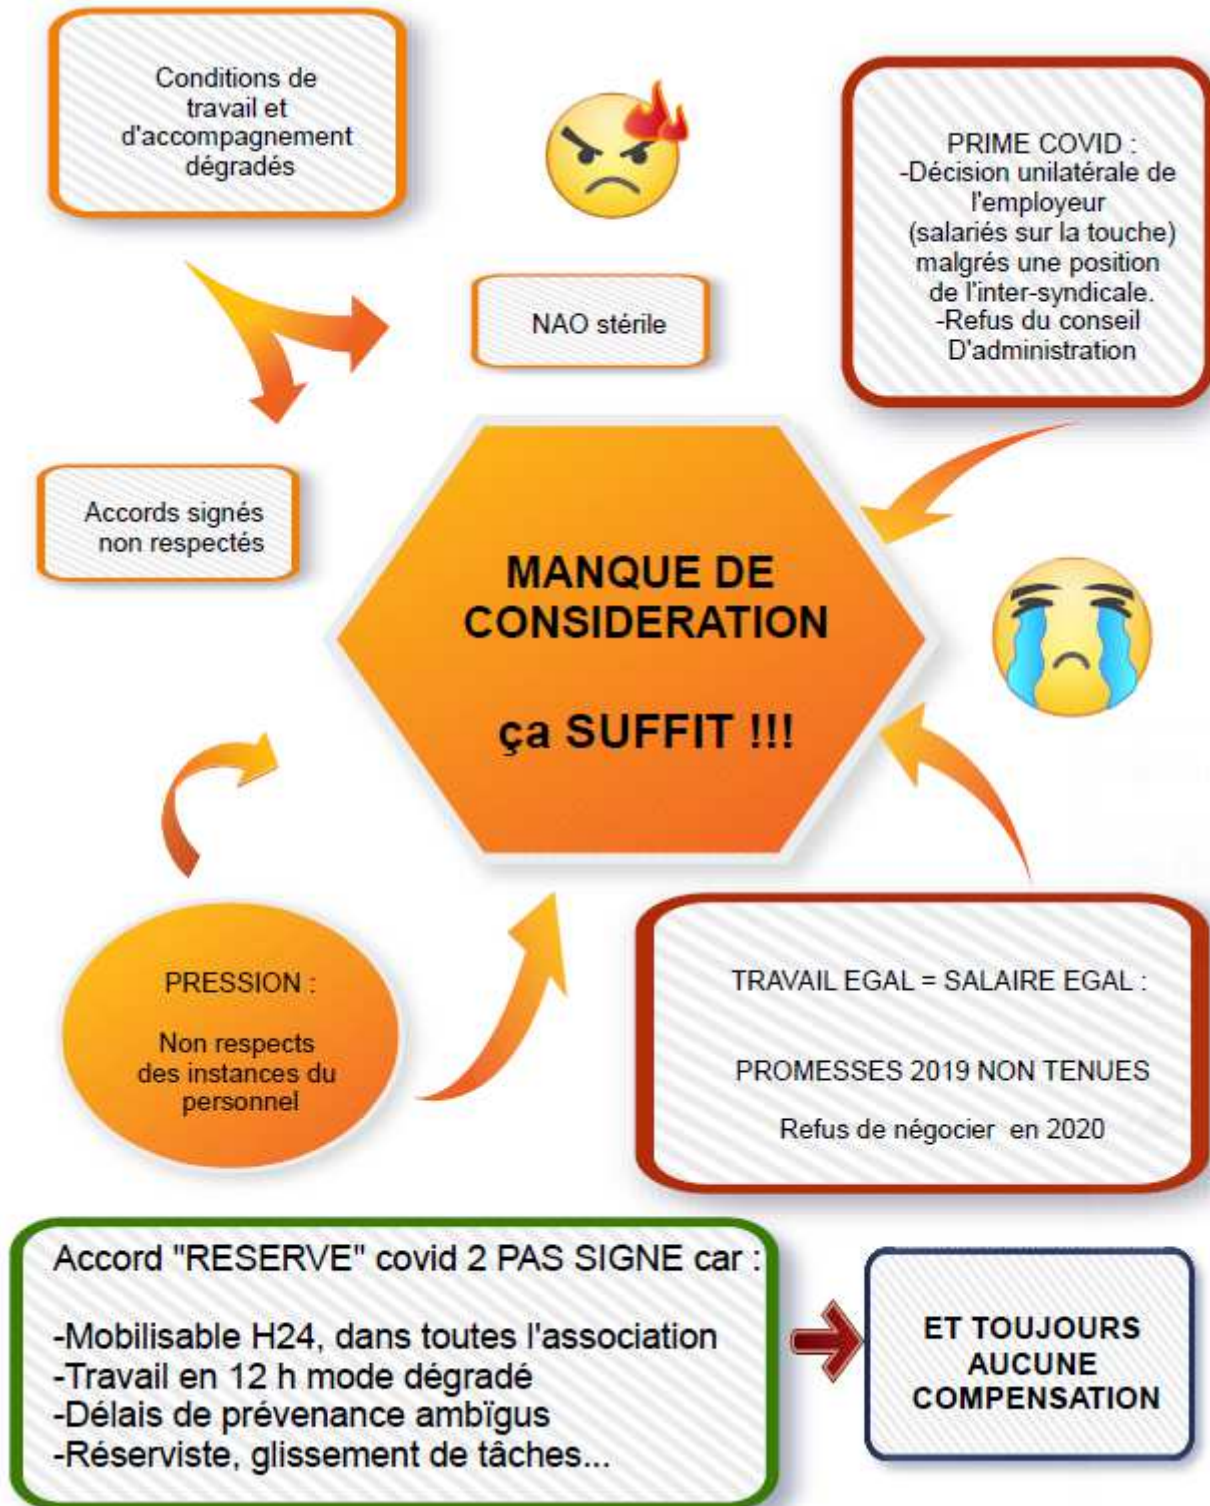 Conditions de
travail et
d'accompagnement
dégradés
PRIME COVID :
-Décision unilatérale de
l'employeur
(salariés sur la touche)
malgrés une position
de l'inter-syndicale.
-Refus du conseil
D'administration
NAO stérile
Accords signés
non respectés
MANQUE DE
CONSIDERATION
ça SUFFIT !!!
PRESSION :
Non respects
des instances du
personnel
TRAVAIL EGAL = SALAIRE EGAL :
PROMESSES 2019 NON TENUES
Refus de négocier en 2020
Accord "RESERVE" covid 2 PAS SIGNE car :
-Mobilisable H24, dans toutes l'association
-Travail en 12 h mode dégradé
-Délais de prévenance ambïgus
-Réserviste, glissement de tâches...
ET TOUJOURS
AUCUNE
COMPENSATION